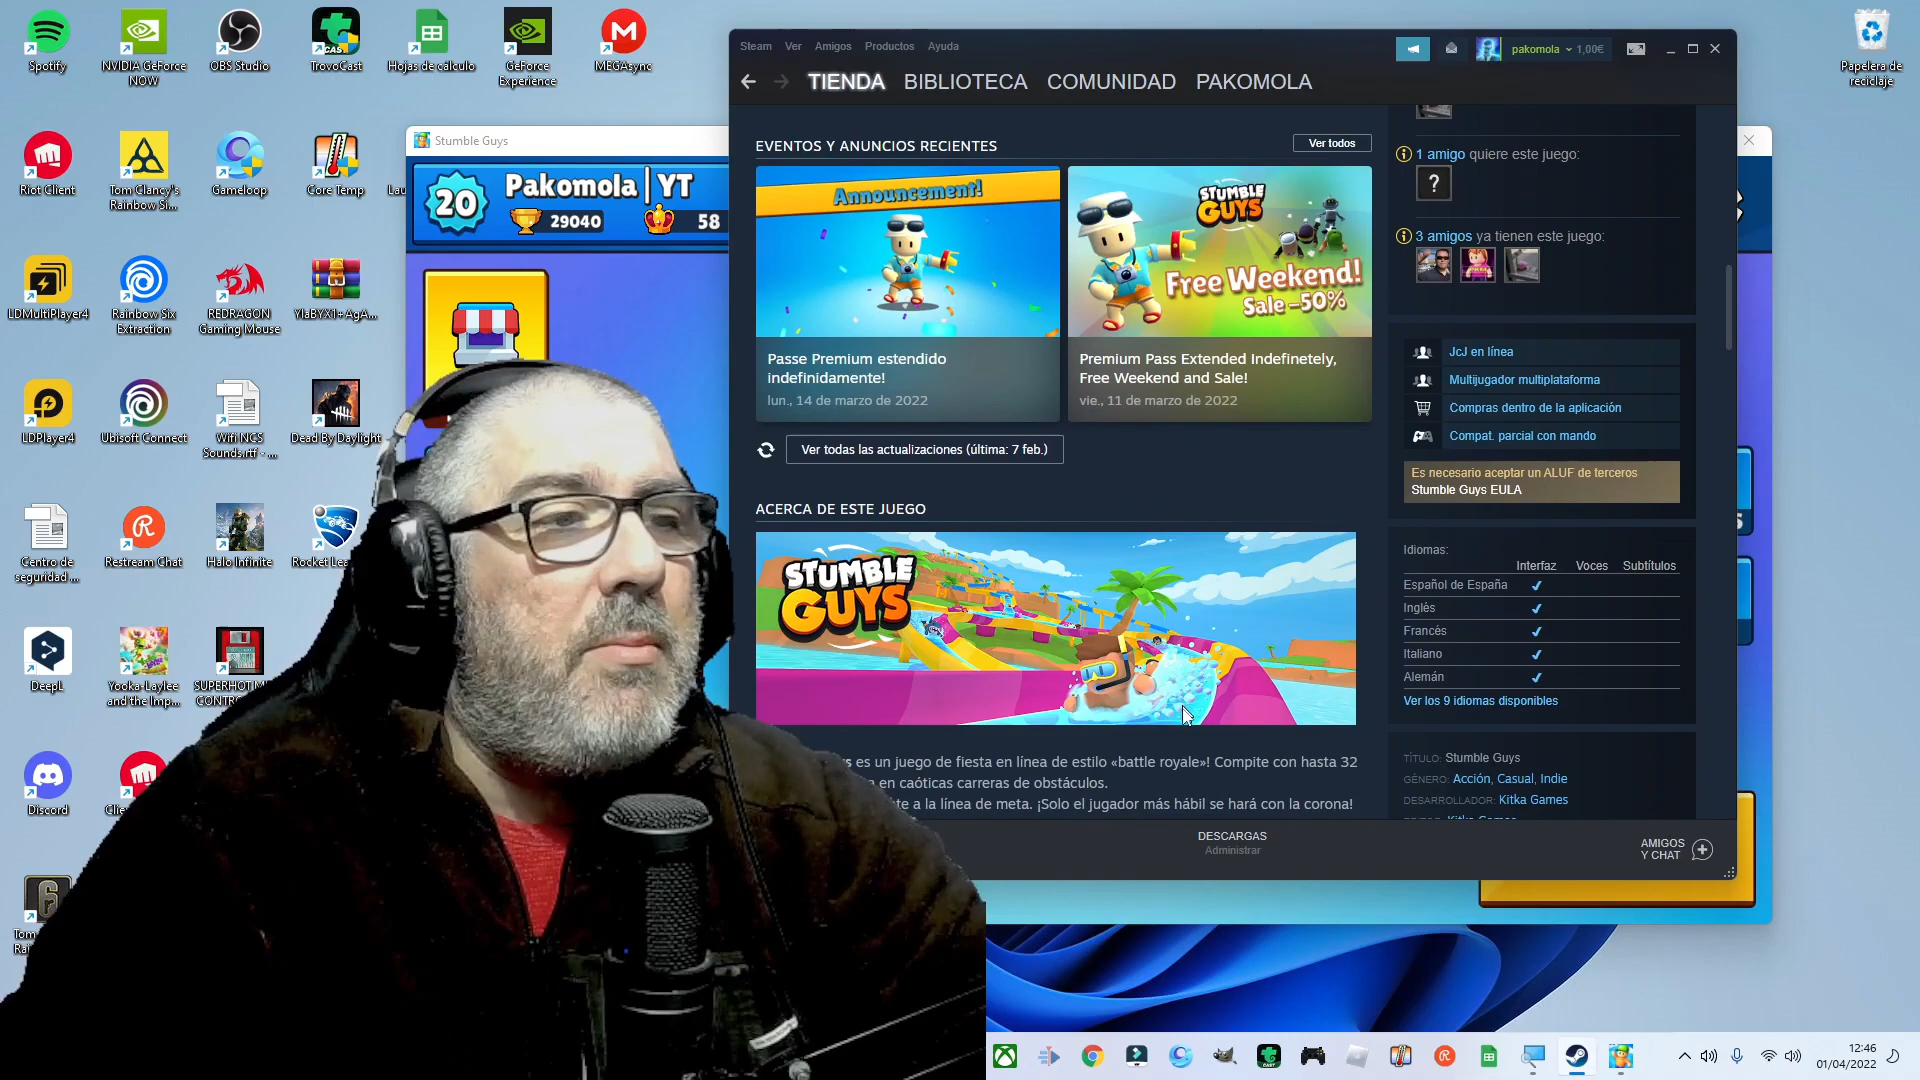 Spotify
NVIDIA GeForce NOW
OBS Studio
TrovoCast
Hojas de cálculo
GeForce Experience
MEGAsync
Papelera de reciclaje
Riot Client
Tom Clancy's Rainbow Si...
Gameloop
Core Temp
LDMultiPlayer4
Rainbow Six Extraction
REDRAGON Gaming Mouse
LDPlayer4
Ubisoft Connect
Wifi NCS Sounds.rtf - ...
Dead By Daylight
Centro de seguridad ...
Restream Chat
Halo Infinite
Rocket Lea
DeepL
Yooka-Laylee and the Imp...
SUPERHOT M
CONTR
Discord
Clie
Tom
Rai
Stumble Guys
20
Pakomola | YT
29040
58
Steam Ver Amigos Productos Ayuda
pakomola 1,00€
TIENDA BIBLIOTECA COMUNIDAD PAKOMOLA
EVENTOS Y ANUNCIOS RECIENTES
Ver todos
Announcement!
Passe Premium estendido
indefinidamente!
lun., 14 de marzo de 2022
STUMBLE
GUYS
Free Weekend!
Sale -50%
Premium Pass Extended Indefinetely,
Free Weekend and Sale!
vie., 11 de marzo de 2022
Ver todas las actualizaciones (última: 7 feb.)
ACERCA DE ESTE JUEGO
STUMBLE
GUYS
es un juego de fiesta en línea de estilo «battle royale»! Compite con hasta 32
en caóticas carreras de obstáculos.
a la línea de meta. ¡Solo el jugador más hábil se hará con la corona!
1 amigo quiere este juego:
?
3 amigos ya tienen este juego:
JcJ en línea
Multijugador multiplataforma
Compras dentro de la aplicación
Compat. parcial con mando
Es necesario aceptar un ALUF de terceros
Stumble Guys EULA
Idiomas:
Interfaz Voces Subtítulos
Español de España
Inglés
Francés
Italiano
Alemán
Ver los 9 idiomas disponibles
TÍTULO: Stumble Guys
GÉNERO: Acción, Casual, Indie
DESARROLLADOR: Kitka Games
DESCARGAS
Administrar
AMIGOS
Y CHAT
12:46
01/04/2022